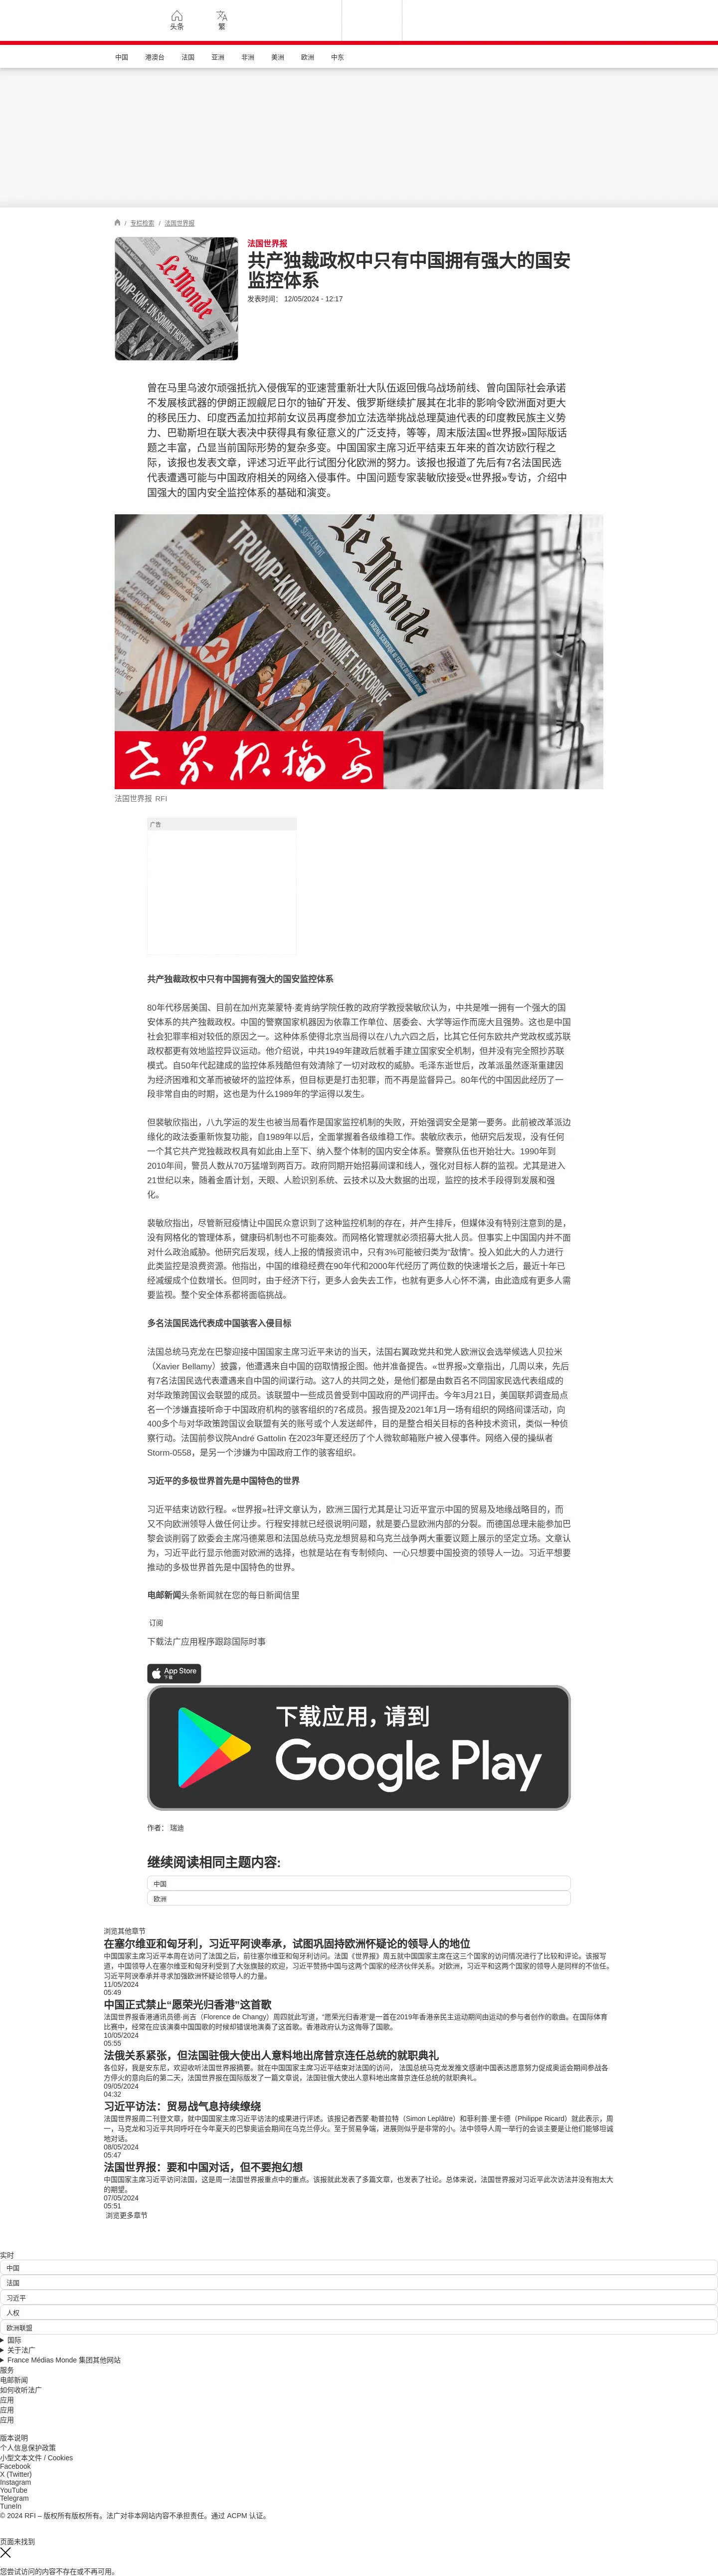 头条
繁
中国
港澳台
法国
亚洲
非洲
美洲
欧洲
中东
/ 专栏检索 / 法国世界报
法国世界报
共产独裁政权中只有中国拥有强大的国安
监控体系
发表时间： 12/05/2024 - 12:17
曾在马里乌波尔顽强抵抗入侵俄军的亚速营重新壮大队伍返回俄乌战场前线、曾向国际社会承诺
不发展核武器的伊朗正觊觎尼日尔的铀矿开发、俄罗斯继续扩展其在北非的影响令欧洲面对更大
的移民压力、印度西孟加拉邦前女议员再度参加立法选举挑战总理莫迪代表的印度教民族主义势
力、巴勒斯坦在联大表决中获得具有象征意义的广泛支持，等等，周末版法国«世界报»国际版话
题之丰富，凸显当前国际形势的复杂多变。中国国家主席习近平结束五年来的首次访欧行程之
际，该报也发表文章，评述习近平此行试图分化欧洲的努力。该报也报道了先后有7名法国民选
代表遭遇可能与中国政府相关的网络入侵事件。中国问题专家裴敏欣接受«世界报»专访，介绍中
国强大的国内安全监控体系的基础和演变。
Le Monde
TRUMP-KIM : UN SOMMET HISTORIQUE
法国世界报 RFI
广告
共产独裁政权中只有中国拥有强大的国安监控体系
80年代移居美国、目前在加州克莱蒙特·麦肯纳学院任教的政府学教授裴敏欣认为，中共是唯一拥有一个强大的国
安体系的共产独裁政权。中国的警察国家机器因为依靠工作单位、居委会、大学等运作而庞大且强势。这也是中国
社会犯罪率相对较低的原因之一。这种体系使得北京当局得以在八九六四之后，比其它任何东欧共产党政权或苏联
政权都更有效地监控异议运动。他介绍说，中共1949年建政后就着手建立国家安全机制，但并没有完全照抄苏联
模式。自50年代起建成的监控体系残酷但有效清除了一切对政权的威胁。毛泽东逝世后，改革派虽然逐渐重建因
为经济困难和文革而被破坏的监控体系，但目标更是打击犯罪，而不再是监督异己。80年代的中国因此经历了一
段非常自由的时期，这也是为什么1989年的学运得以发生。
但裴敏欣指出，八九学运的发生也被当局看作是国家监控机制的失败，开始强调安全是第一要务。此前被改革派边
缘化的政法委重新恢复功能，自1989年以后，全面掌握着各级维稳工作。裴敏欣表示，他研究后发现，没有任何
一个其它共产党独裁政权具有如此由上至下、纳入整个体制的国内安全体系。警察队伍也开始壮大。1990年到
2010年间，警员人数从70万猛增到两百万。政府同期开始招募间谍和线人，强化对目标人群的监视。尤其是进入
21世纪以来，随着金盾计划，天眼、人脸识别系统、云技术以及大数据的出现，监控的技术手段得到发展和强
化。
裴敏欣指出，尽管新冠疫情让中国民众意识到了这种监控机制的存在，并产生排斥，但媒体没有特别注意到的是，
没有网格化的管理体系，健康码机制也不可能奏效。而网格化管理就必须招募大批人员。但事实上中国国内并不面
对什么政治威胁。他研究后发现，线人上报的情报资讯中，只有3%可能被归类为“敌情”。投入如此大的人力进行
此类监控是浪费资源。他指出，中国的维稳经费在90年代和2000年代经历了两位数的快速增长之后，最近十年已
经减缓成个位数增长。但同时，由于经济下行，更多人会失去工作，也就有更多人心怀不满，由此造成有更多人需
要监视。整个安全体系都将面临挑战。
多名法国民选代表成中国骇客入侵目标
法国总统马克龙在巴黎迎接中国国家主席习近平来访的当天，法国右翼政党共和党人欧洲议会选举候选人贝拉米
（Xavier Bellamy）披露，他遭遇来自中国的窃取情报企图。他并准备提告。«世界报»文章指出，几周以来，先后
有7名法国民选代表遭遇来自中国的间谍行动。这7人的共同之处是，他们都是由数百名不同国家民选代表组成的
对华政策跨国议会联盟的成员。该联盟中一些成员曾受到中国政府的严词抨击。今年3月21日，美国联邦调查局点
名一个涉嫌直接听命于中国政府机构的骇客组织的7名成员。报告提及2021年1月一场有组织的网络间谍活动，向
400多个与对华政策跨国议会联盟有关的账号或个人发送邮件，目的是整合相关目标的各种技术资讯，类似一种侦
察行动。法国前参议院André Gattolin 在2023年夏还经历了个人微软邮箱账户被入侵事件。网络入侵的操纵者
Storm-0558，是另一个涉嫌为中国政府工作的骇客组织。
习近平的多极世界首先是中国特色的世界
习近平结束访欧行程。«世界报»社评文章认为，欧洲三国行尤其是让习近平宣示中国的贸易及地缘战略目的，而
又不向欧洲领导人做任何让步。行程安排就已经很说明问题，就是要凸显欧洲内部的分裂。而德国总理未能参加巴
黎会谈削弱了欧委会主席冯德莱恩和法国总统马克龙想贸易和乌克兰战争两大重要议题上展示的坚定立场。文章认
为，习近平此行显示他面对欧洲的选择，也就是站在有专制倾向、一心只想要中国投资的领导人一边。习近平想要
推动的多极世界首先是中国特色的世界。
电邮新闻头条新闻就在您的每日新闻信里
订阅
下载法广应用程序跟踪国际时事
App Store
下载
下载应用，请到
Google Play
作者： 瑞迪
继续阅读相同主题内容:
中国
欧洲
浏览其他章节
在塞尔维亚和匈牙利，习近平阿谀奉承，试图巩固持欧洲怀疑论的领导人的地位
中国国家主席习近平本周在访问了法国之后，前往塞尔维亚和匈牙利访问。法国《世界报》周五就中国国家主席在这三个国家的访问情况进行了比较和评论。该报写
道，中国领导人在塞尔维亚和匈牙利受到了大张旗鼓的欢迎，习近平赞扬中国与这两个国家的经济伙伴关系。对欧洲，习近平和这两个国家的领导人是同样的不信任。
习近平阿谀奉承并寻求加强欧洲怀疑论领导人的力量。
11/05/2024
05:49
中国正式禁止“愿荣光归香港”这首歌
法国世界报香港通讯员德·尚吉（Florence de Changy）周四就此写道，“愿荣光归香港”是一首在2019年香港亲民主运动期间由运动的参与者创作的歌曲。在国际体育
比赛中，经常在应该演奏中国国歌的时候却错误地演奏了这首歌。香港政府认为这侮辱了国歌。
10/05/2024
05:55
法俄关系紧张，但法国驻俄大使出人意料地出席普京连任总统的就职典礼
各位好，我是安东尼，欢迎收听法国世界报摘要。就在中国国家主席习近平结束对法国的访问， 法国总统马克龙发推文感谢中国表达愿意努力促成奥运会期间参战各
方停火的意向后的第二天，法国世界报在国际版发了一篇文章说，法国驻俄大使出人意料地出席普京连任总统的就职典礼。
09/05/2024
04:32
习近平访法：贸易战气息持续缭绕
法国世界报周二刊登文章，就中国国家主席习近平访法的成果进行评述。该报记者西蒙·勒普拉特（Simon Leplâtre）和菲利普·里卡德（Philippe Ricard）就此表示，周
一，马克龙和习近平共同呼吁在今年夏天的巴黎奥运会期间在乌克兰停火。至于贸易争端，进展则似乎是非常的小。法中领导人周一举行的会谈主要是让他们能够坦诚
地对话。
08/05/2024
05:47
法国世界报：要和中国对话，但不要抱幻想
中国国家主席习近平访问法国，这是周一法国世界报重点中的重点。该报就此发表了多篇文章，也发表了社论。总体来说，法国世界报对习近平此次访法并没有抱太大
的期望。
07/05/2024
05:51
浏览更多章节
实时
中国
法国
习近平
人权
欧洲联盟
国际
关于法广
France Médias Monde 集团其他网站
服务
电邮新闻
如何收听法广
应用
应用
应用
版本说明
个人信息保护政策
小型文本文件 / Cookies
Facebook
X (Twitter)
Instagram
YouTube
Telegram
TuneIn
© 2024 RFI – 版权所有版权所有。法广对非本网站内容不承担责任。通过 ACPM 认证。
页面未找到
您尝试访问的内容不存在或不再可用。